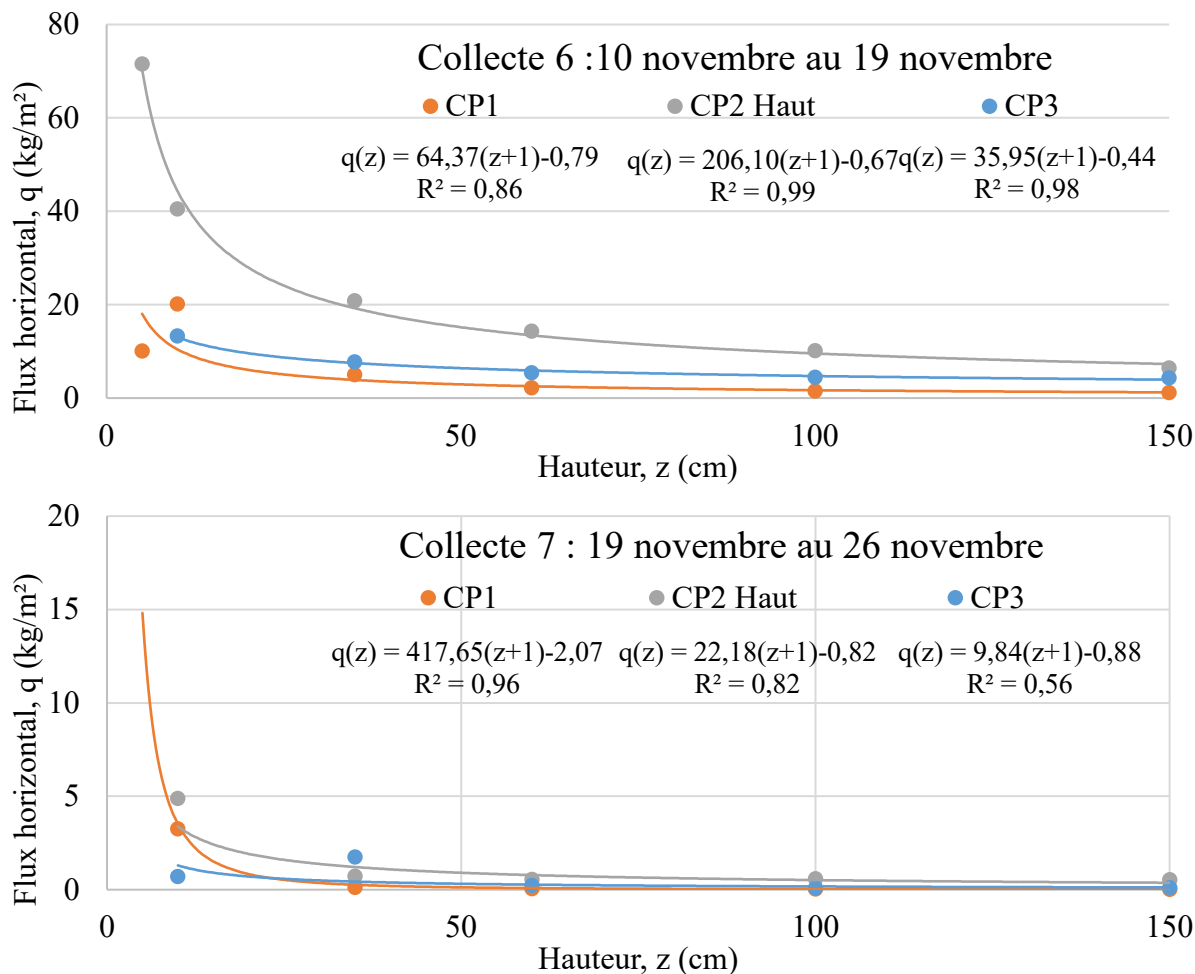 Collecte 6 :10 novembre au 19 novembre
CP1 CP2 Haut CP3
q(z) = 64,37(z+1)-0,79 q(z) = 206,10(z+1)-0,67 q(z) = 35,95(z+1)-0,44
R² = 0,86 R² = 0,99 R² = 0,98
Flux horizontal, q (kg/m²)
80
60
40
20
0
0 50 100 150
Hauteur, z (cm)
Collecte 7 : 19 novembre au 26 novembre
CP1 CP2 Haut CP3
q(z) = 417,65(z+1)-2,07 q(z) = 22,18(z+1)-0,82 q(z) = 9,84(z+1)-0,88
R² = 0,96 R² = 0,82 R² = 0,56
Flux horizontal, q (kg/m²)
20
15
10
5
0
0 50 100 150
Hauteur, z (cm)